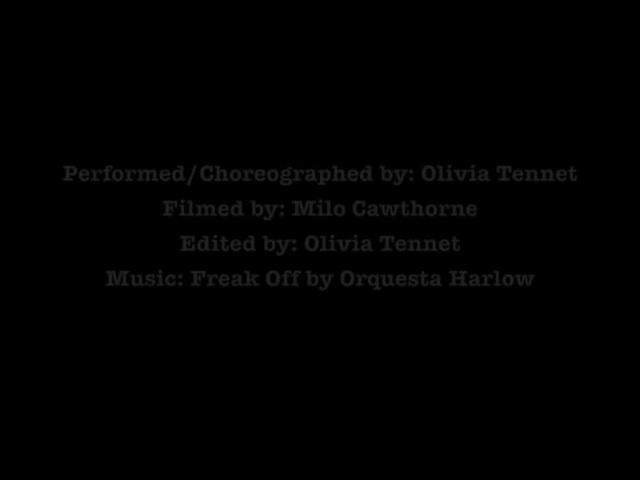 Performed/Choreographed by: Olivia Tennet
Filmed by: Milo Cawthorne
Edited by: Olivia Tennet
Music: Freak Off by Orquesta Harlow